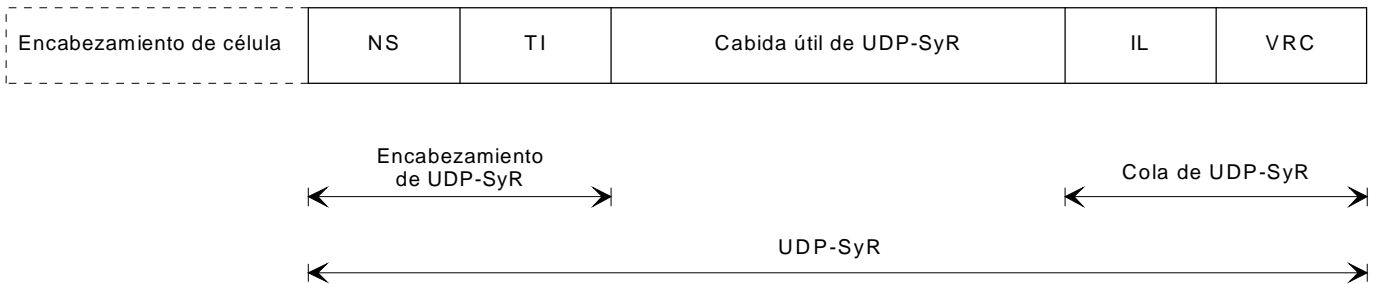 Encabezamiento de célula
NS
TI
Cabida útil de UDP-SyR
IL
VRC
Encabezamiento
de UDP-SyR
Cola de UDP-SyR
UDP-SyR